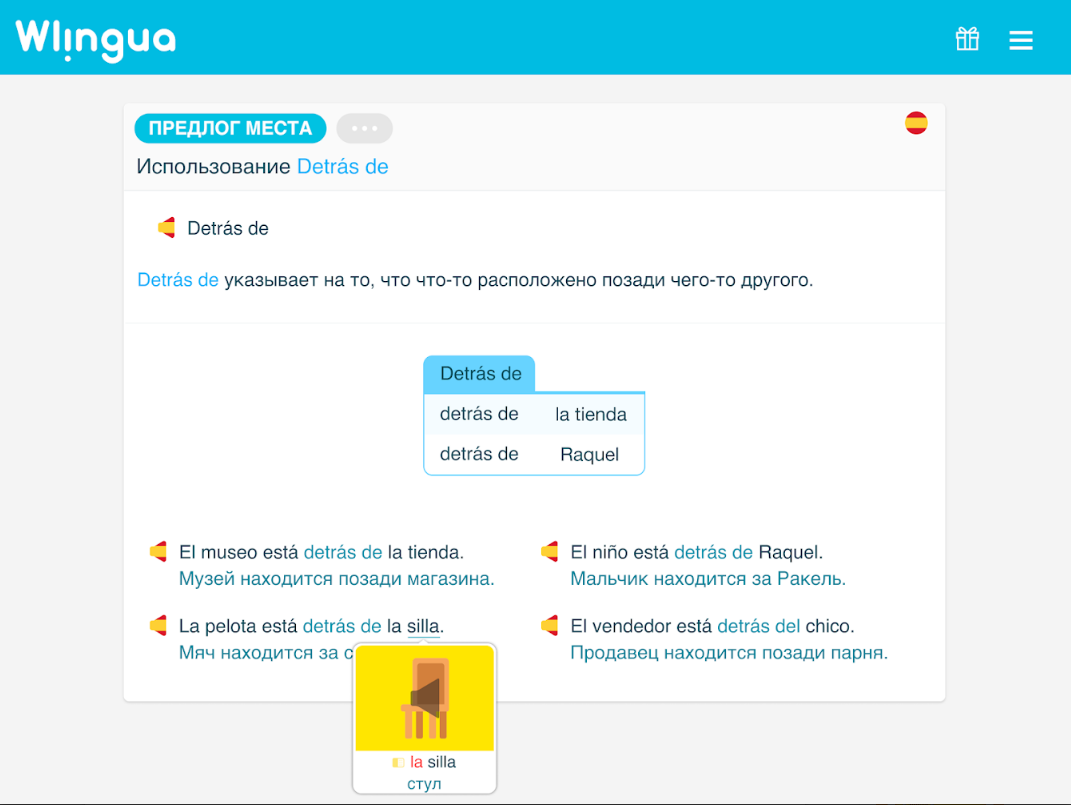 Wlingua
ПРЕДЛОГ МЕСТА
Использование Detrás de
Detrás de
Detrás de указывает на то, что что-то расположено позади чего-то другого.
Detrás de
detrás de la tienda
detrás de Raquel
El museo está detrás de la tienda.
Музей находится позади магазина.
El niño está detrás de Raquel.
Мальчик находится за Ракель.
La pelota está detrás de la silla.
Мяч находится за с
El vendedor está detrás del chico.
Продавец находится позади парня.
la silla
стул